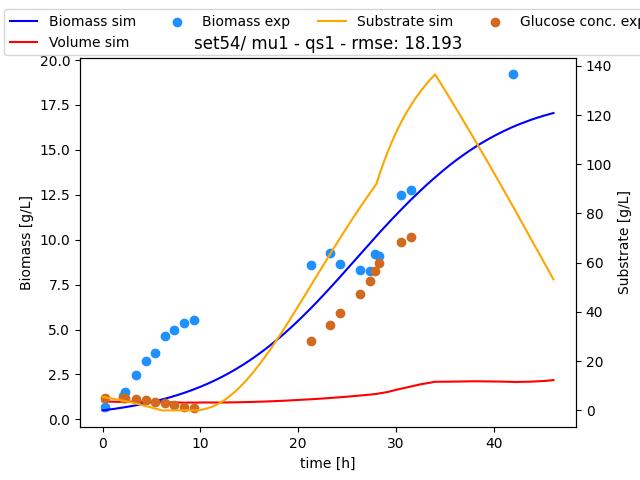 Biomass sim Biomass exp Substrate sim Glucose conc. exp
Volume sim
set54/ mu1 - qs1 - rmse: 18.193
20.0
17.5
15.0
12.5
10.0
7.5
5.0
2.5
0.0
Biomass [g/L]
140
120
100
80
60
40
20
0
Substrate [g/L]
0 10 20 30 40
time [h]